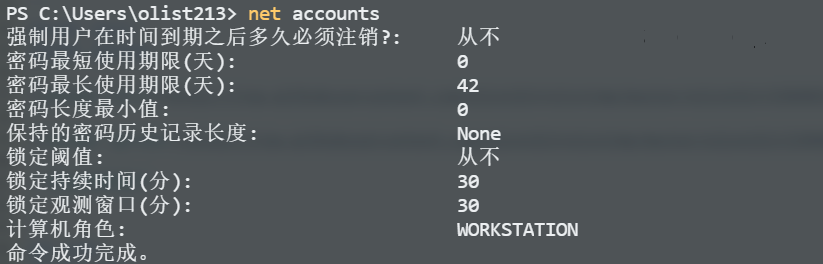 PS C:\Users\olist213> net accounts
强制用户在时间到期之后多久必须注销?: 从不
密码最短使用期限(天): 0
密码最长使用期限(天): 42
密码长度最小值: 0
保持的密码历史记录长度: None
锁定阈值: 从不
锁定持续时间(分): 30
锁定观测窗口(分): 30
计算机角色: WORKSTATION
命令成功完成。